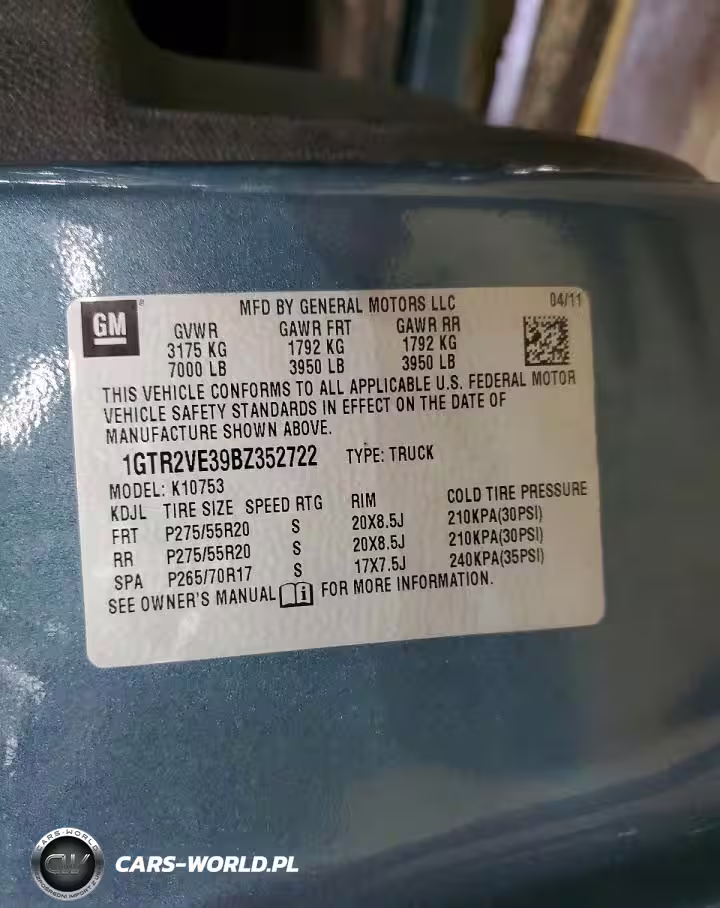 GM
MFD BY GENERAL MOTORS LLC 04/11
GVWR GAWR FRT GAWR RR
3175 KG 1792 KG 1792 KG
7000 LB 3950 LB 3950 LB
THIS VEHICLE CONFORMS TO ALL APPLICABLE U.S. FEDERAL MOTOR
VEHICLE SAFETY STANDARDS IN EFFECT ON THE DATE OF
MANUFACTURE SHOWN ABOVE.
1GTR2VE39BZ352722 TYPE: TRUCK
MODEL: K10753
KDJL TIRE SIZE SPEED RTG RIM COLD TIRE PRESSURE
FRT P275/55R20 S 20X8.5J 210KPA(30PSI)
RR P275/55R20 S 20X8.5J 210KPA(30PSI)
SPA P265/70R17 S 17X7.5J 240KPA(35PSI)
SEE OWNER'S MANUAL i FOR MORE INFORMATION.
CARS-WORLD
CW
CARS-WORLD.PL